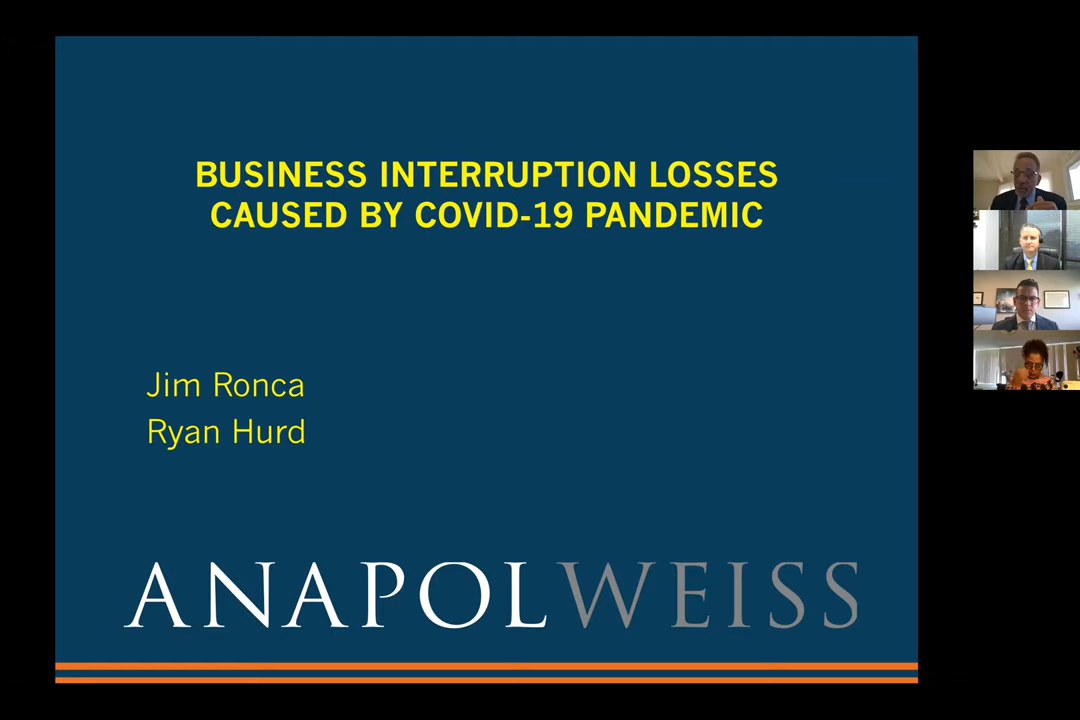 BUSINESS INTERRUPTION LOSSES
CAUSED BY COVID-19 PANDEMIC
Jim Ronca
Ryan Hurd
ANAPOLWEISS